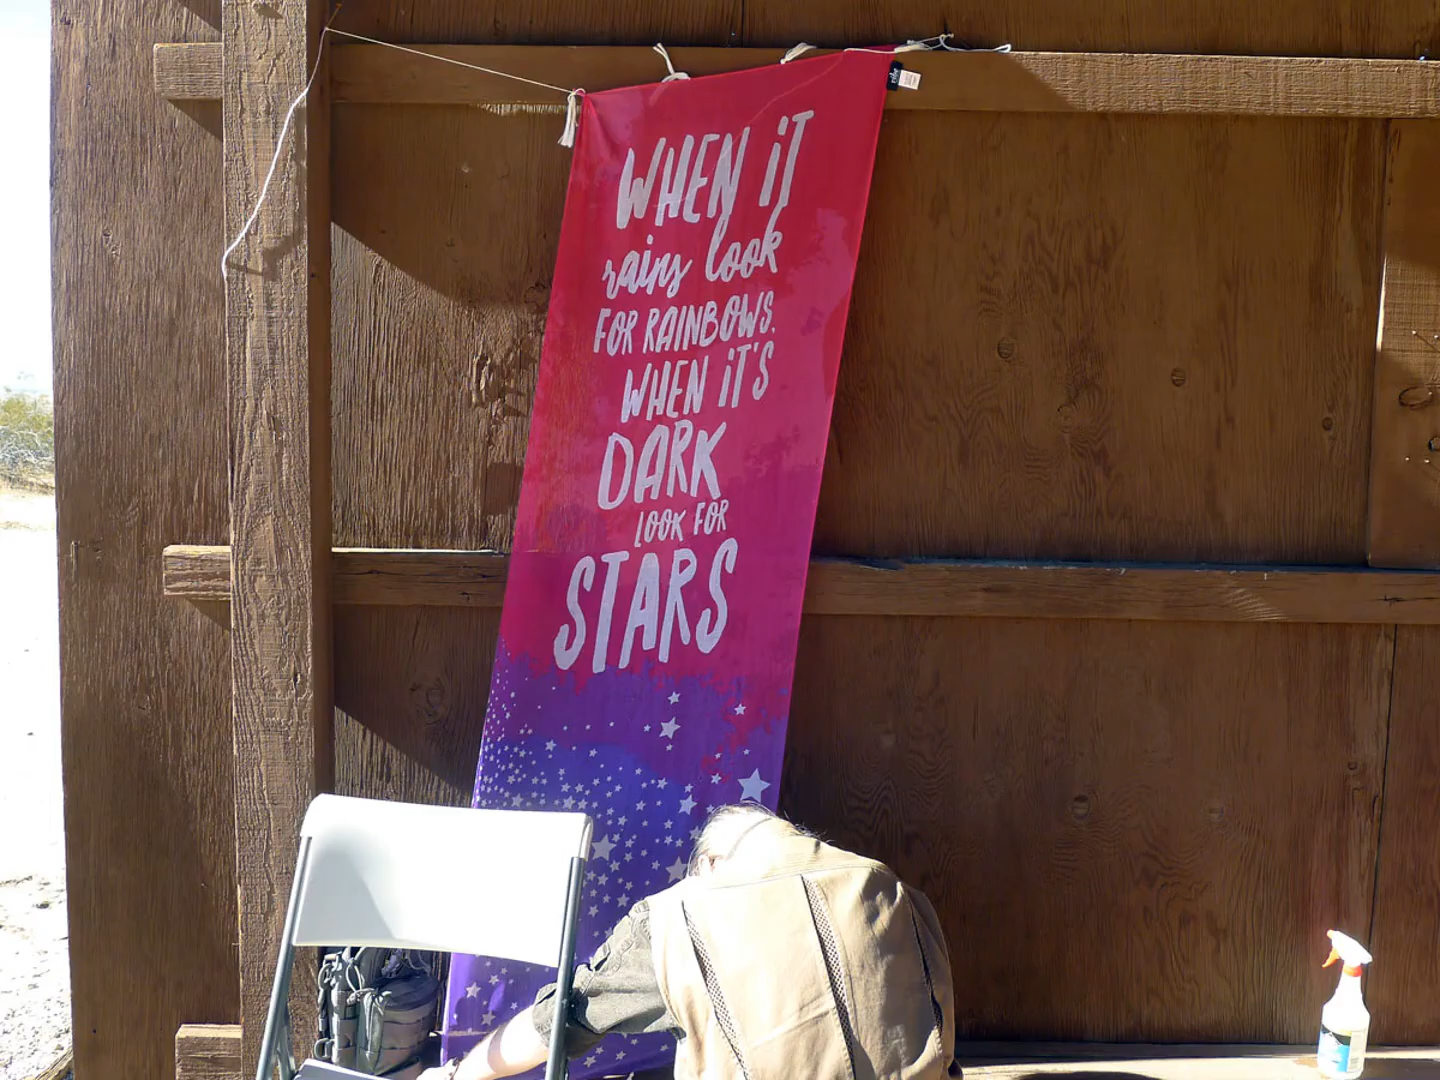 WHEN iT
rains look
FOR RAINBOWS.
WHEN iT'S
DARK
LOOK FOR
STARS